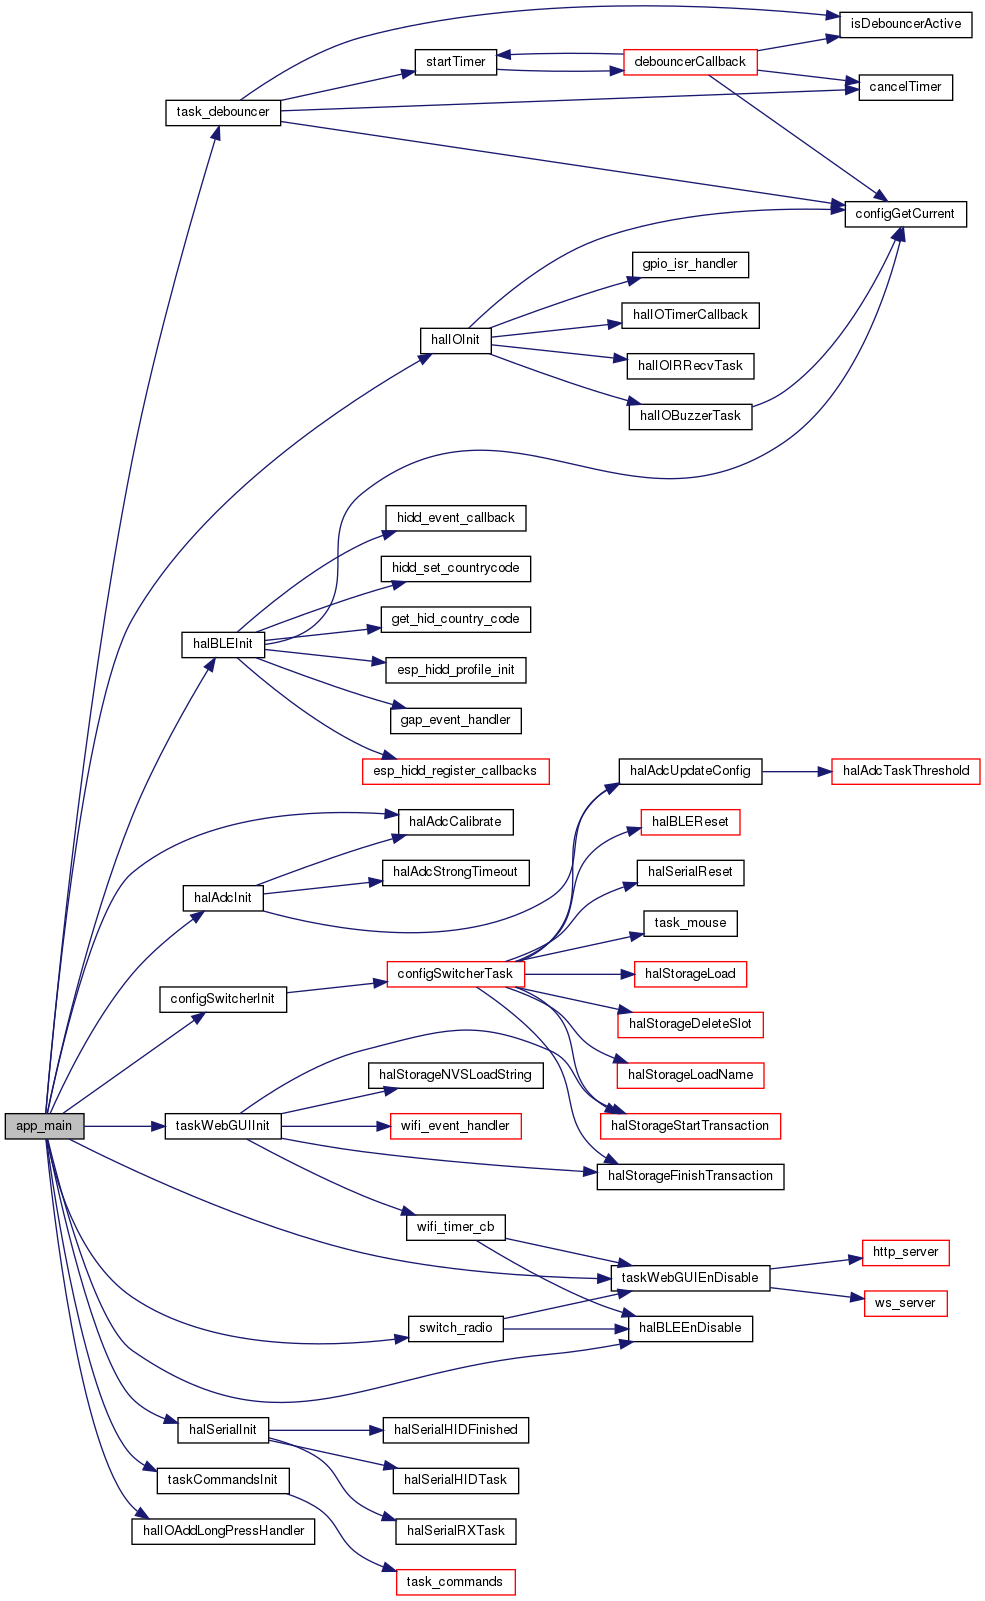 isDebouncerActive
startTimer
debouncerCallback
cancelTimer
task_debouncer
configGetCurrent
gpio_isr_handler
halIOTimerCallback
halIOInit
halIOIRRecvTask
halIOBuzzerTask
hidd_event_callback
hidd_set_countrycode
get_hid_country_code
halBLEInit
esp_hidd_profile_init
gap_event_handler
esp_hidd_register_callbacks
halAdcUpdateConfig
halAdcTaskThreshold
halAdcCalibrate
halBLEReset
halAdcStrongTimeout
halSerialReset
halAdcInit
task_mouse
configSwitcherTask
halStorageLoad
configSwitcherInit
halStorageDeleteSlot
halStorageNVSLoadString
halStorageLoadName
app_main
taskWebGUIInit
wifi_event_handler
halStorageStartTransaction
halStorageFinishTransaction
wifi_timer_cb
http_server
taskWebGUIEnDisable
ws_server
switch_radio
halBLEEnDisable
halSerialInit
halSerialHIDFinished
taskCommandsInit
halSerialHIDTask
halIOAddLongPressHandler
halSerialRXTask
task_commands